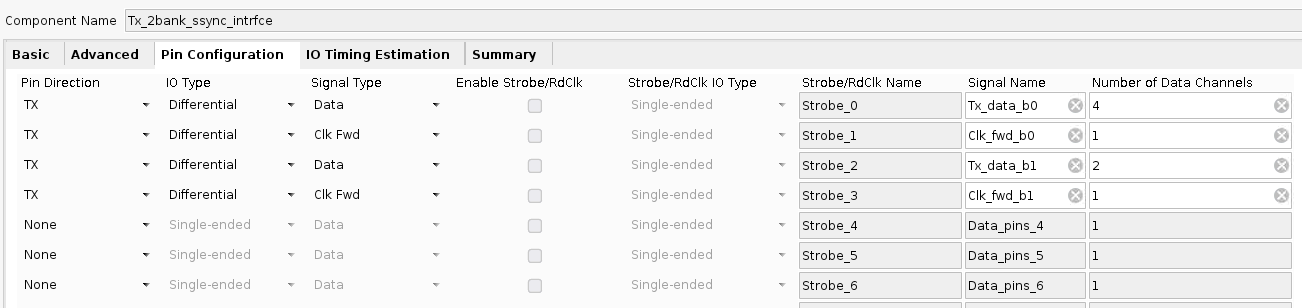 Component Name Tx_2bank_ssync_intrfce
Basic Advanced Pin Configuration IO Timing Estimation Summary
Pin Direction IO Type Signal Type Enable Strobe/RdClk Strobe/RdClk IO Type Strobe/RdClk Name Signal Name Number of Data Channels
TX Differential Data Single-ended Strobe_0 Tx_data_b0 4
TX Differential Clk Fwd Single-ended Strobe_1 Clk_fwd_b0 1
TX Differential Data Single-ended Strobe_2 Tx_data_b1 2
TX Differential Clk Fwd Single-ended Strobe_3 Clk_fwd_b1 1
None Single-ended Data Single-ended Strobe_4 Data_pins_4 1
None Single-ended Data Single-ended Strobe_5 Data_pins_5 1
None Single-ended Data Single-ended Strobe_6 Data_pins_6 1